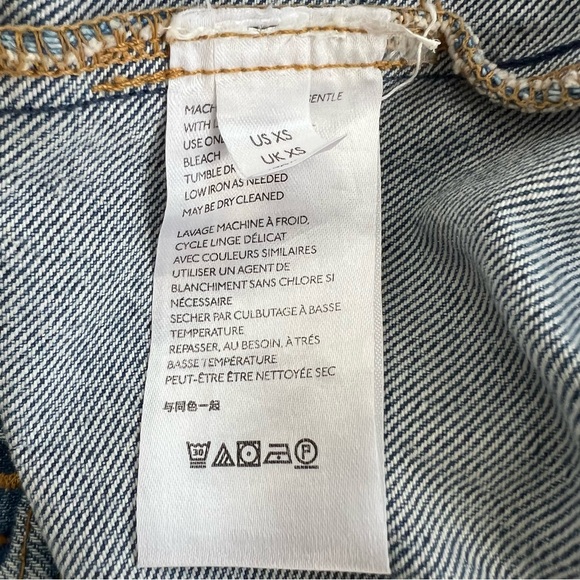 MACH ENTLE
WITH
USE ON
BLEACH
TUMBLE DR
LOW IRON AS NEEDED
MAY BE DRY CLEANED
US XS
UK XS
LAVAGE MACHINE À FROID,
CYCLE LINGE DÉLICAT
AVEC COULEURS SIMILAIRES
UTILISER UN AGENT DE
BLANCHIMENT SANS CHLORE SI
NÉCESSAIRE
SECHER PAR CULBUTAGE À BASSE
TEMPERATURE
REPASSER, AU BESOIN, À TRÉS
BASSE TEMPÉRATURE
PEUT-ÊTRE ÊTRE NETTOYÉE SEC
与同色一起
30 P